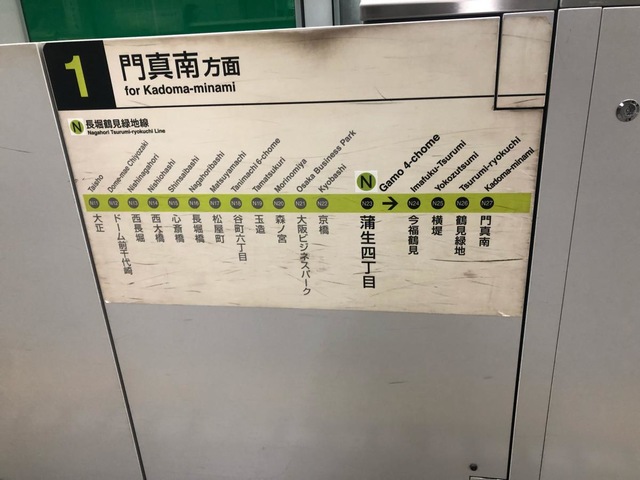 1
門真南方面
for Kadoma-minami
N 長堀鶴見緑地線
Nagahori Tsurumi-ryokuchi Line
Taisho
Dome-mae Chiyozaki
Nishinagahori
Nishiohashi
Shinsaibashi
Nagahoribashi
Matsuyamachi
Tanimachi 6-chome
Tamatsukuri
Morinomiya
Osaka Business Park
Kyobashi
Gamo 4-chome
Imafuku-Tsurumi
Yokozutsumi
Tsurumi-ryokuchi
Kadoma-minami
N11 N12 N13 N14 N15 N16 N17 N18 N19 N20 N21 N22 N N23 → N24 N25 N26 N27
大正
ドーム前千代崎
西長堀
西大橋
心斎橋
長堀橋
松屋町
谷町六丁目
玉造
森ノ宮
大阪ビジネスパーク
京橋
蒲生四丁目
今福鶴見
横堤
鶴見緑地
門真南